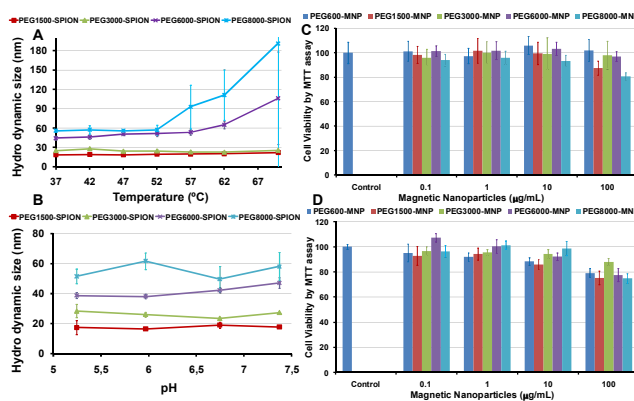 A
PEG1500-SPION PEG3000-SPION PEG6000-SPION PEG8000-SPION
Hydro dynamic size (nm)
180
150
120
90
60
30
0
37 42 47 52 57 62 67
Temperature (ºC)
B
PEG1500-SPION PEG3000-SPION PEG6000-SPION PEG8000-SPION
Hydro dynamic size (nm)
80
60
40
20
0
5 5,5 6 6,5 7 7,5
pH
C
PEG600-MNP PEG1500-MNP PEG3000-MNP PEG6000-MNP PEG8000-MNP
Cell Viability by MTT assay
120
100
80
60
40
20
0
Control 0.1 1 10 100
Magnetic Nanoparticles (µg/mL)
D
PEG600-MNP PEG1500-MNP PEG3000-MNP PEG6000-MNP PEG8000-MNP
Cell Viability by MTT assay
120
100
80
60
40
20
0
Control 0.1 1 10 100
Magnetic Nanoparticles (µg/mL)